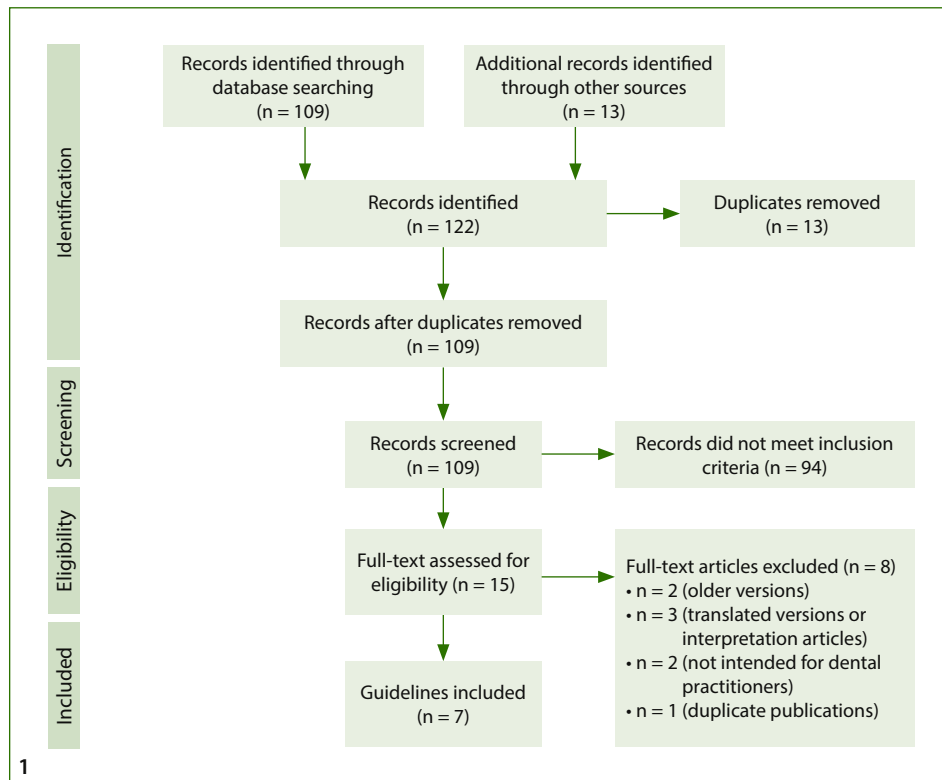 Identification
Records identified through
database searching
(n = 109)
Additional records identified
through other sources
(n = 13)
Records identified
(n = 122)
Duplicates removed
(n = 13)
Records after duplicates removed
(n = 109)
Screening
Records screened
(n = 109)
Records did not meet inclusion
criteria (n = 94)
Eligibility
Full-text assessed for
eligibility (n = 15)
Full-text articles excluded (n = 8)
• n = 2 (older versions)
• n = 3 (translated versions or
interpretation articles)
• n = 2 (not intended for dental
practitioners)
• n = 1 (duplicate publications)
Included
Guidelines included
(n = 7)
1